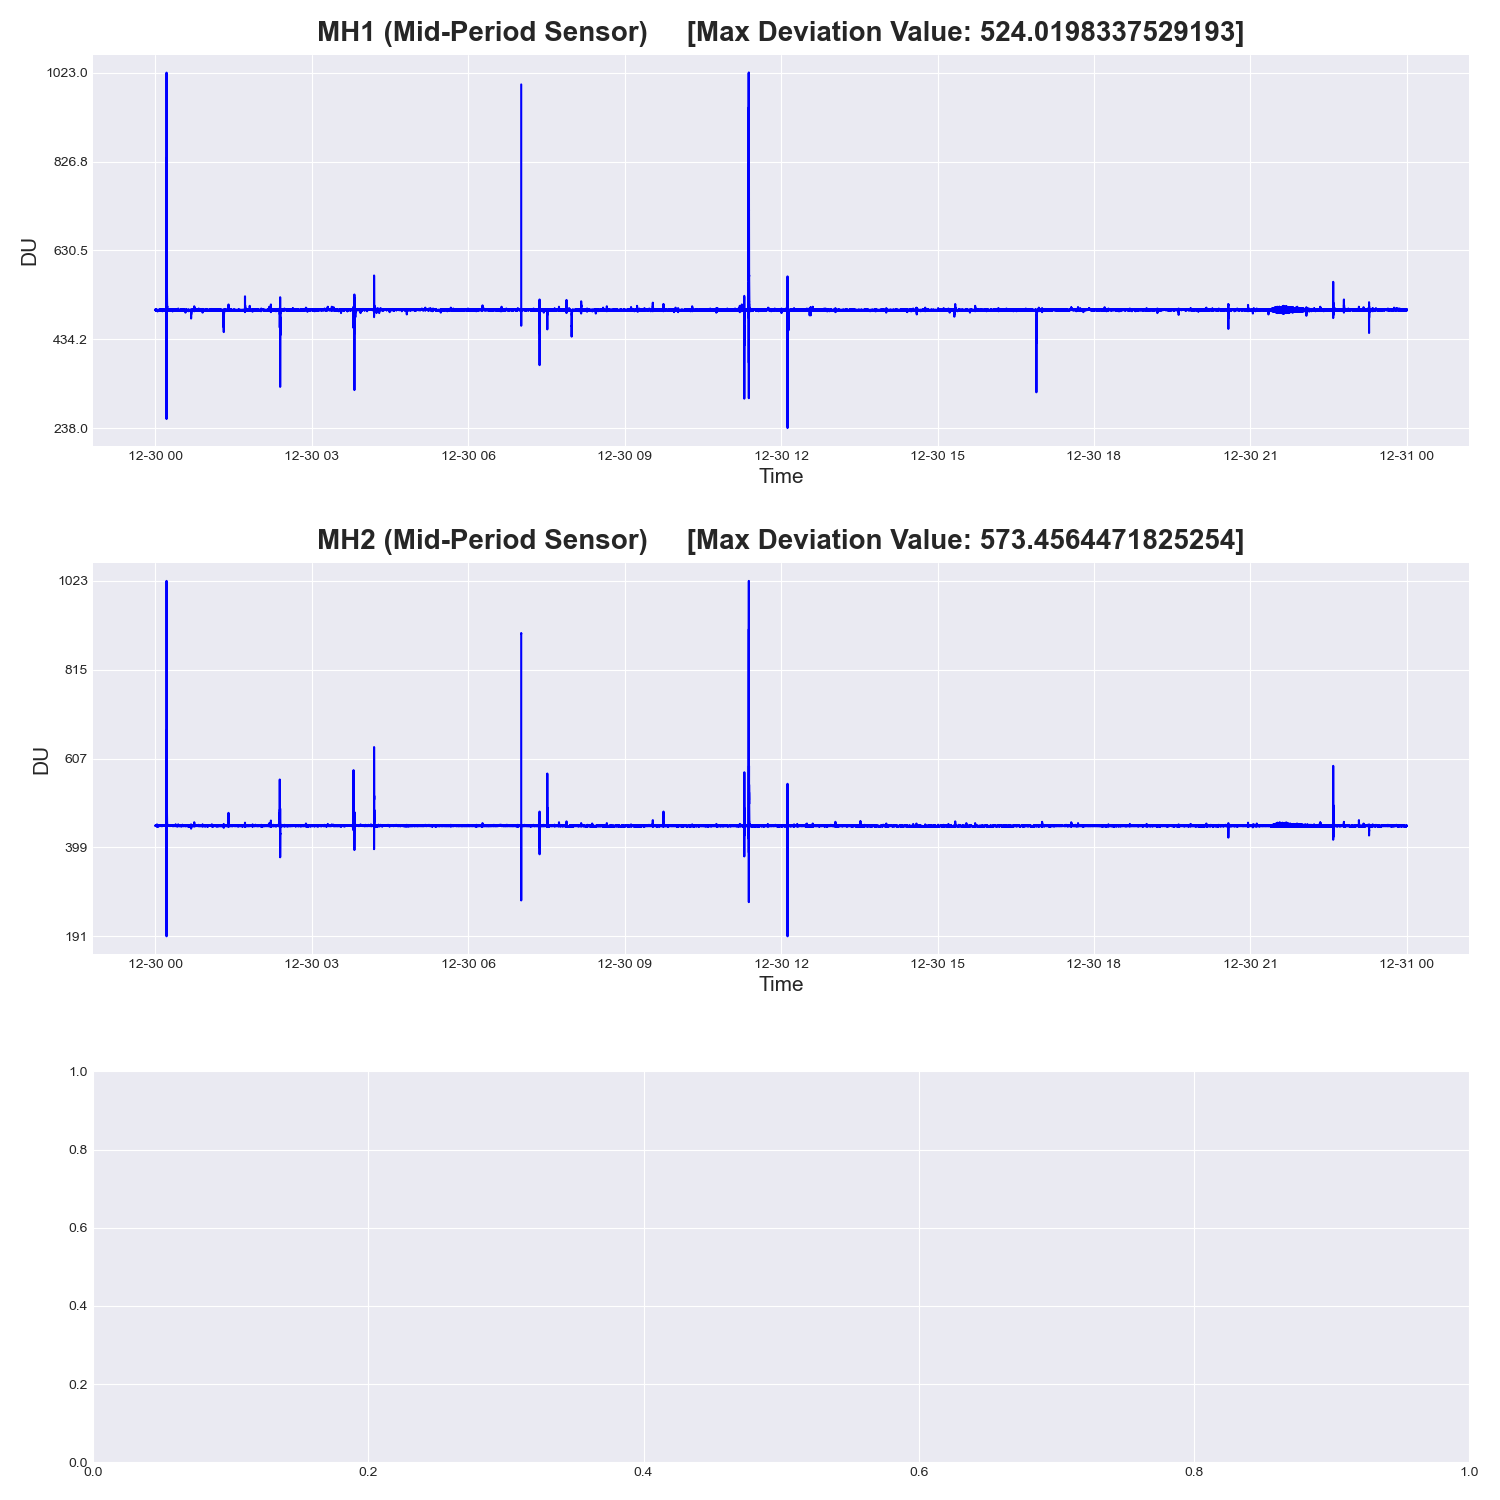 MH1 (Mid-Period Sensor) [Max Deviation Value: 524.0198337529193]
1023.0
826.8
630.5
434.2
238.0
DU
12-30 00 12-30 03 12-30 06 12-30 09 12-30 12 12-30 15 12-30 18 12-30 21 12-31 00
Time
MH2 (Mid-Period Sensor) [Max Deviation Value: 573.4564471825254]
1023
815
607
399
191
DU
12-30 00 12-30 03 12-30 06 12-30 09 12-30 12 12-30 15 12-30 18 12-30 21 12-31 00
Time
1.0
0.8
0.6
0.4
0.2
0.0
0.0 0.2 0.4 0.6 0.8 1.0